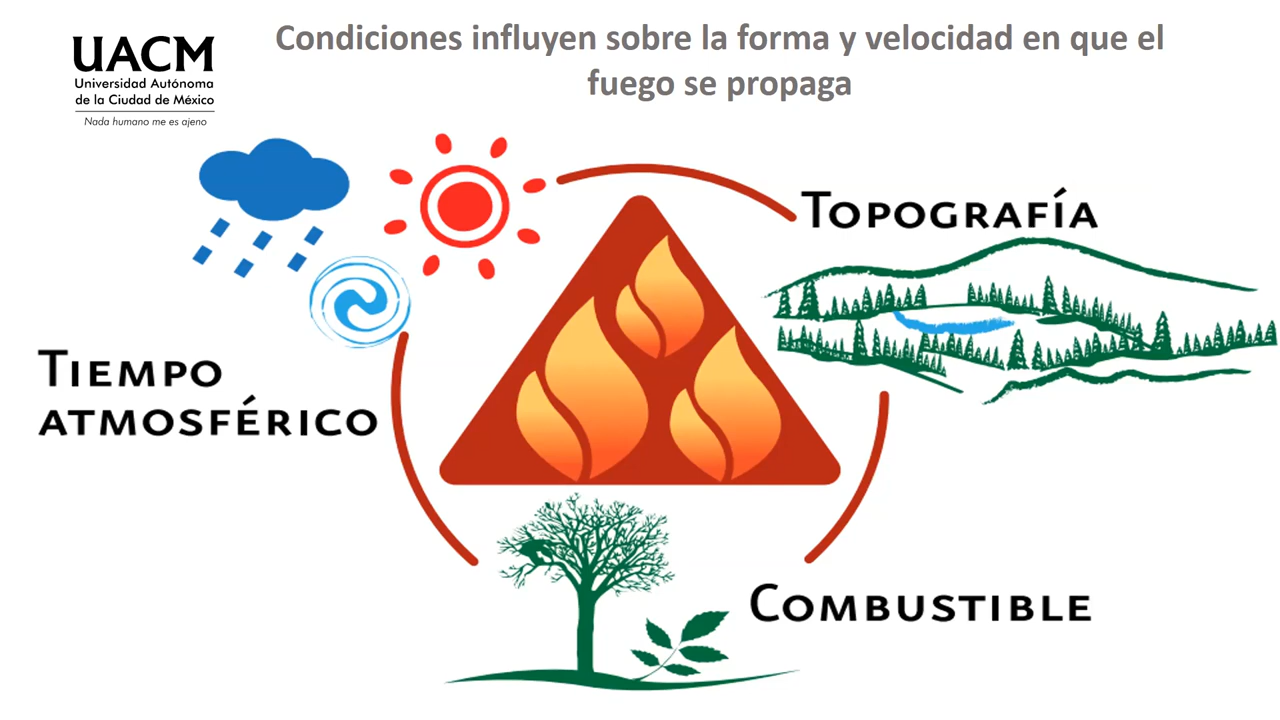 UACM
Universidad Autónoma
de la Ciudad de México
Nada humano me es ajeno
Condiciones influyen sobre la forma y velocidad en que el
fuego se propaga
TOPOGRAFÍA
TIEMPO
ATMOSFÉRICO
COMBUSTIBLE